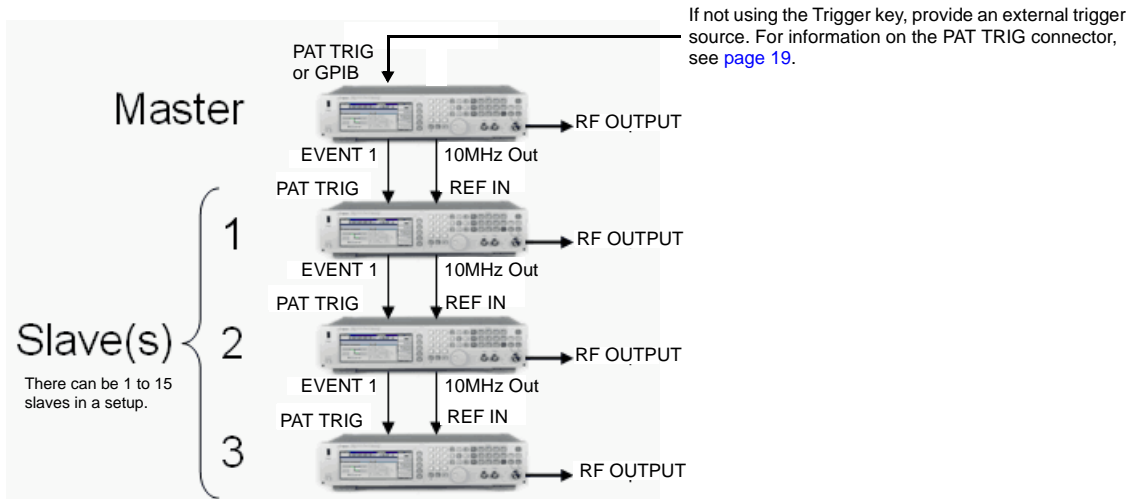 If not using the Trigger key, provide an external trigger
source. For information on the PAT TRIG connector,
see page 19.
PAT TRIG
or GPIB
Master
RF OUTPUT
EVENT 1
10MHz Out
PAT TRIG
REF IN
1
RF OUTPUT
EVENT 1
10MHz Out
PAT TRIG
REF IN
Slave(s)
2
RF OUTPUT
There can be 1 to 15
slaves in a setup.
EVENT 1
10MHz Out
PAT TRIG
REF IN
3
RF OUTPUT